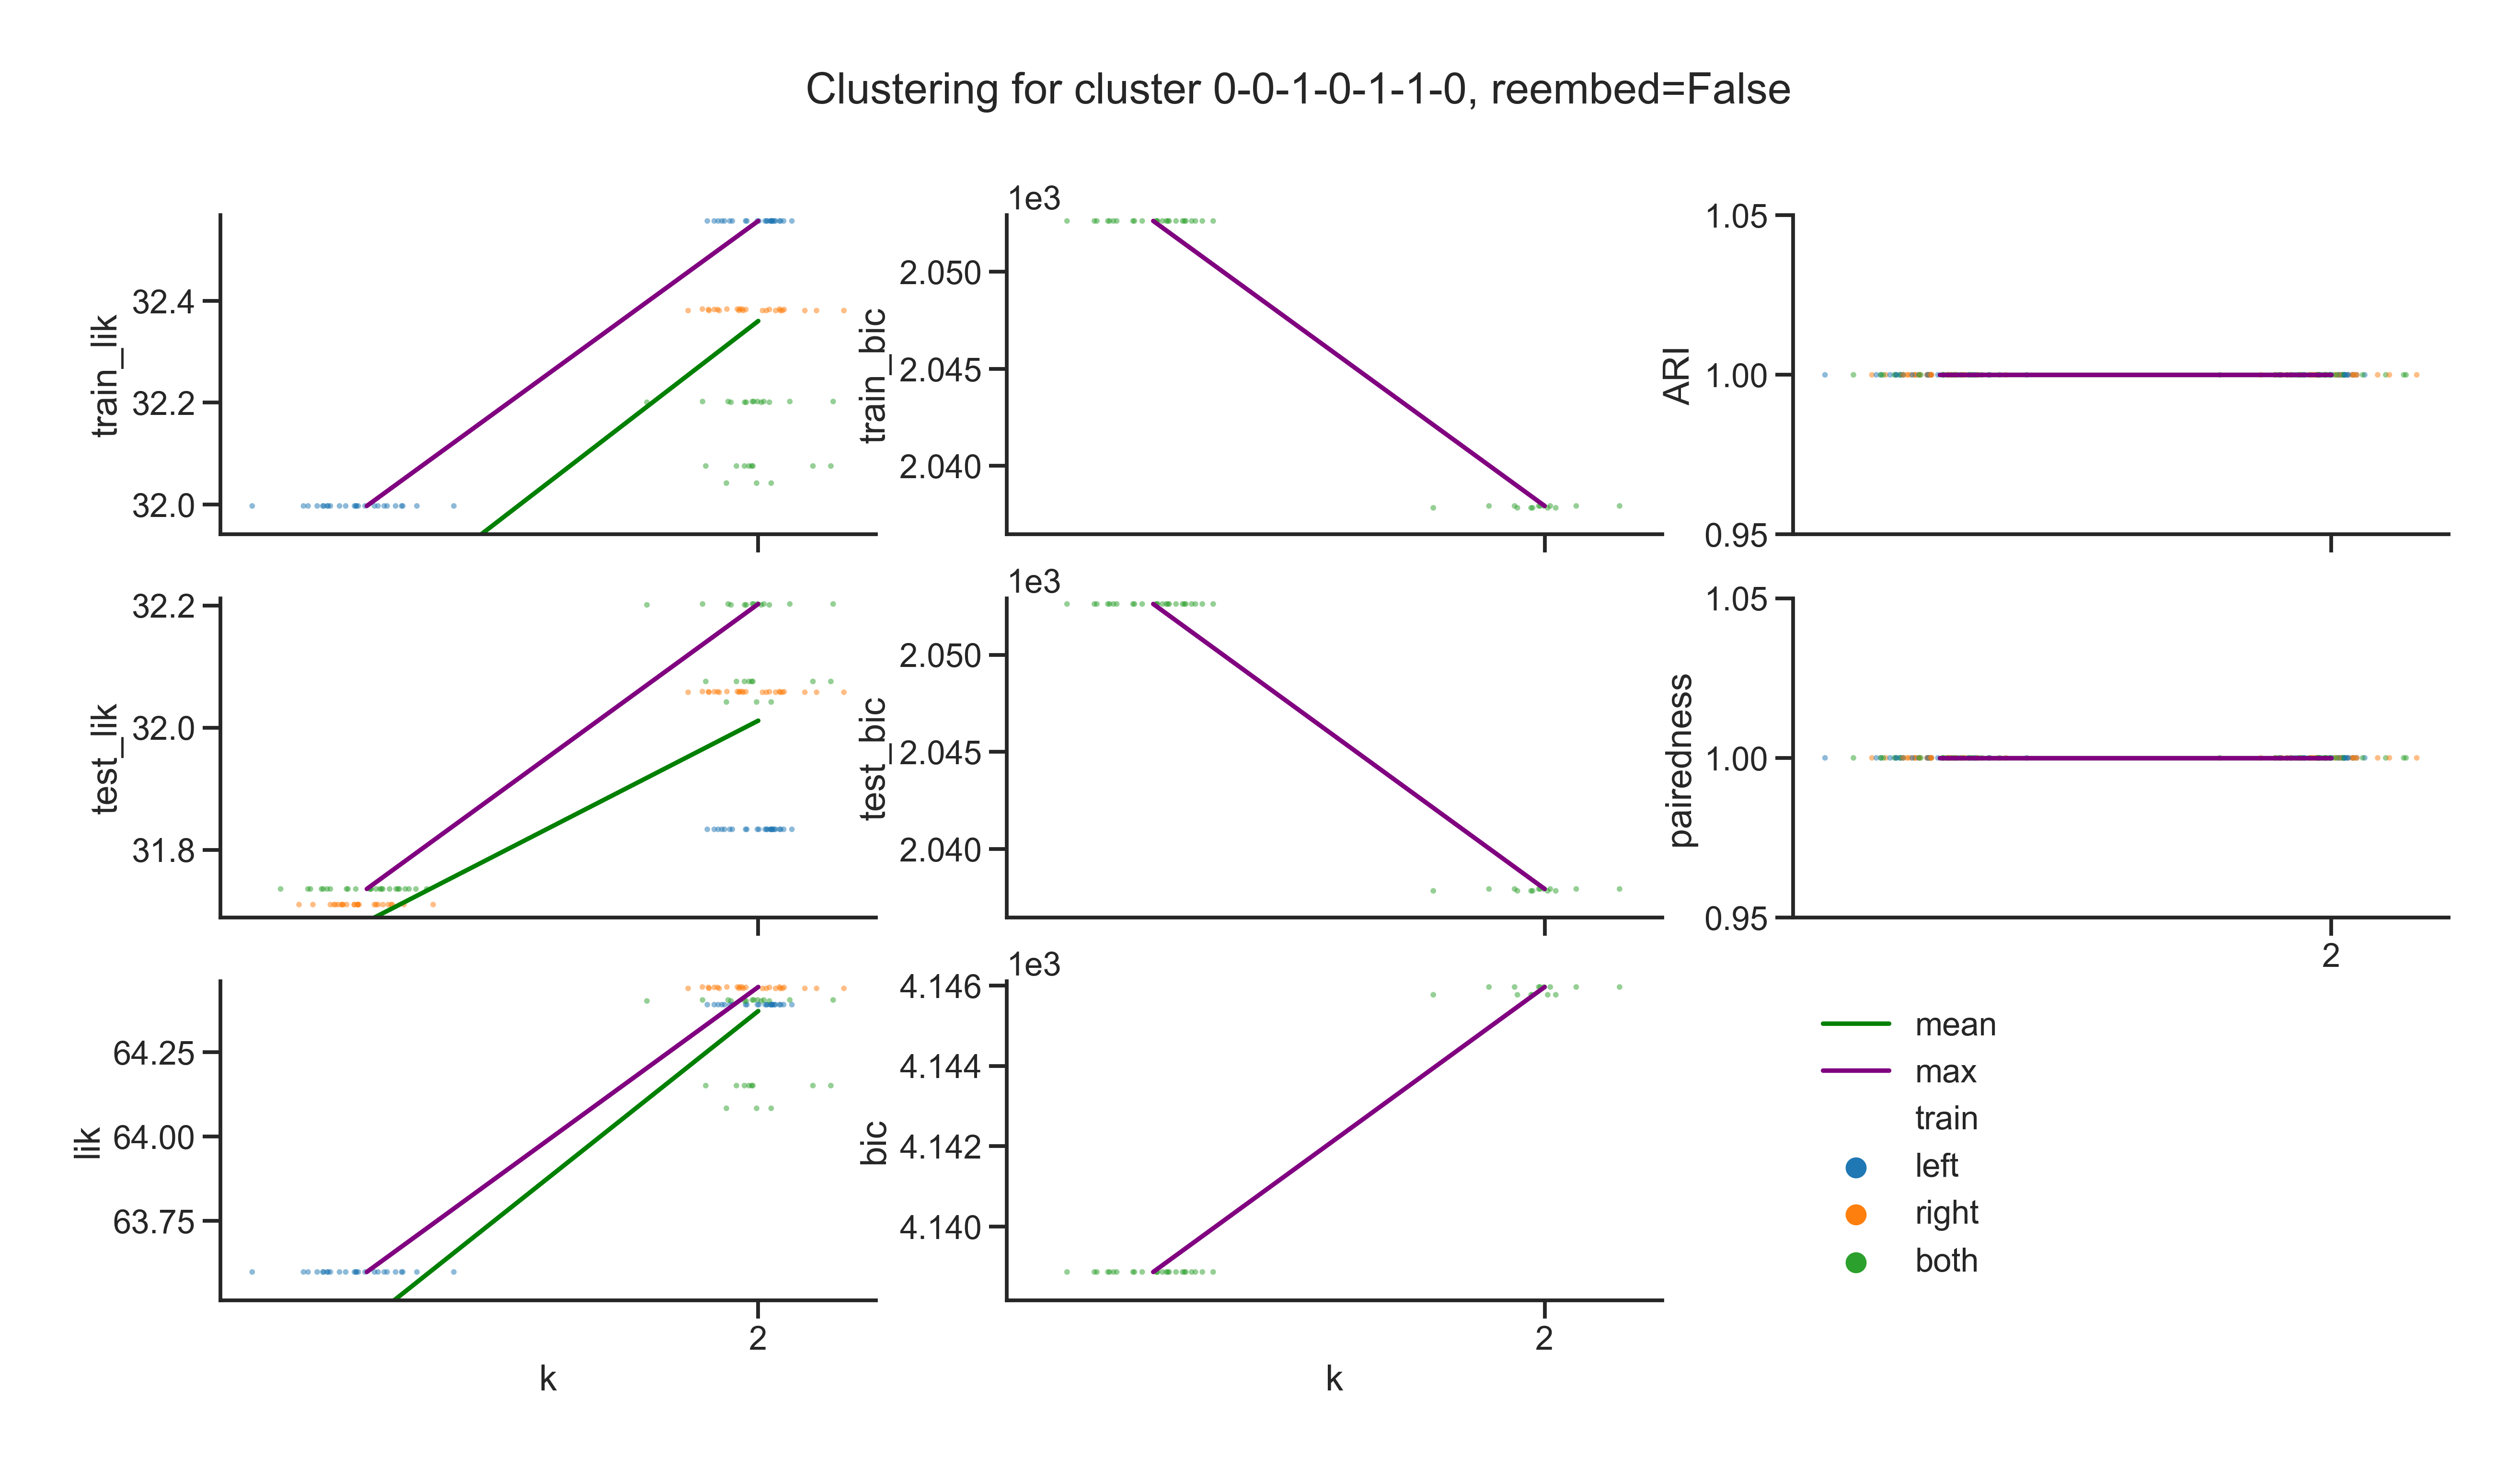 Clustering for cluster 0-0-1-0-1-1-0, reembed=False
train_lik
32.4
32.2
32.0
1e3
train_bic
2.050
2.045
2.040
ARI
1.05
1.00
0.95
test_lik
32.2
32.0
31.8
1e3
test_bic
2.050
2.045
2.040
pairedness
1.05
1.00
0.95
2
lik
64.25
64.00
63.75
2
k
1e3
bic
4.146
4.144
4.142
4.140
2
k
mean
max
train
left
right
both